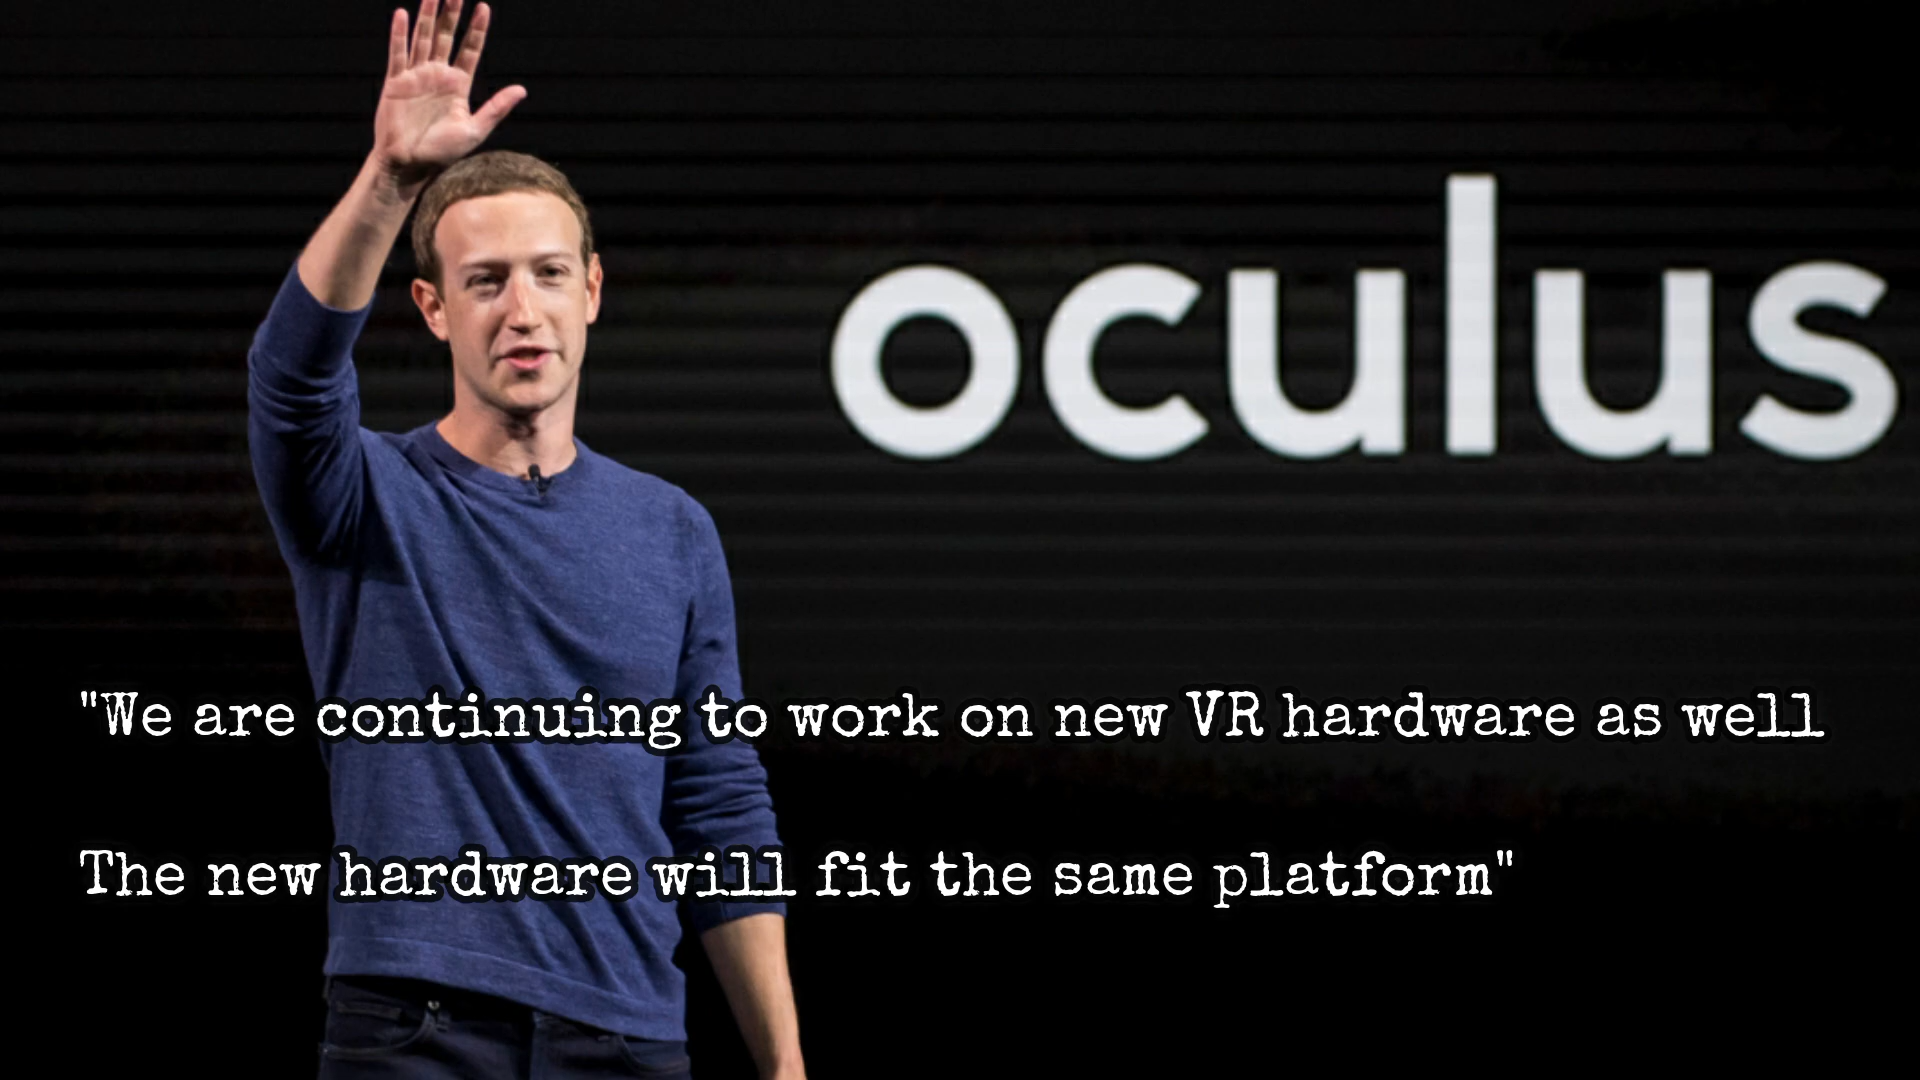 oculus
"We are continuing to work on new VR hardware as well
The new hardware will fit the same platform"